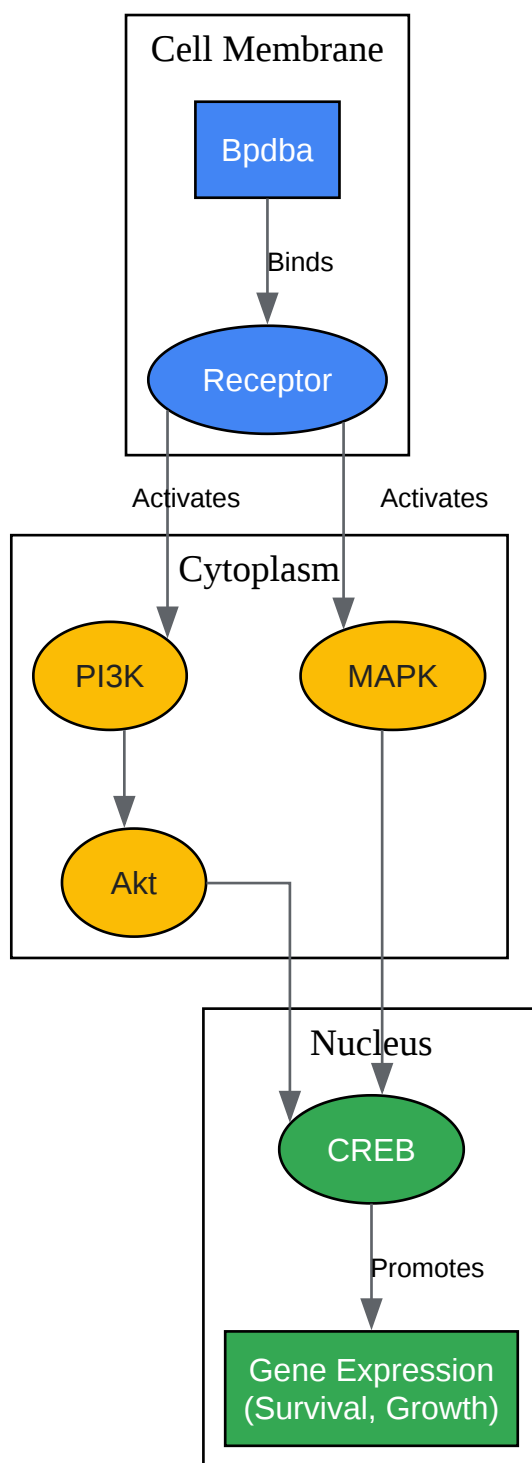 Cell Membrane
Bpdba
Binds
Receptor
Activates
Activates
Cytoplasm
PI3K
MAPK
Akt
Nucleus
CREB
Promotes
Gene Expression
(Survival, Growth)